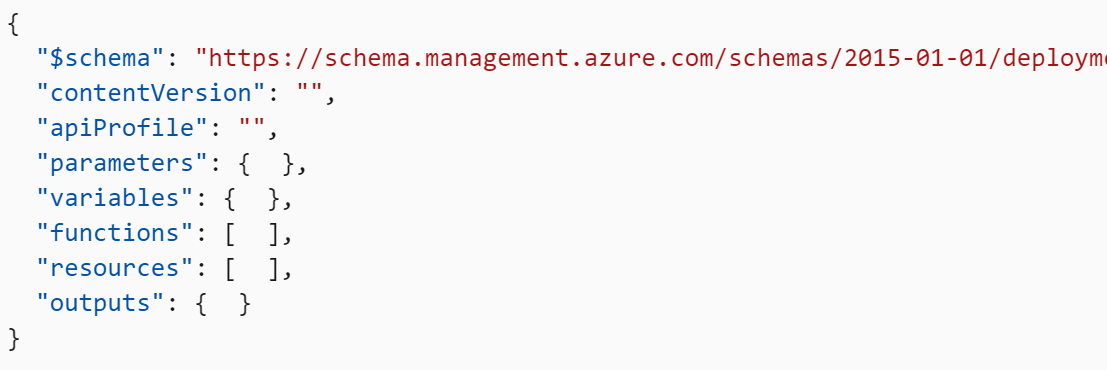 {
  "$schema": "https://schema.management.azure.com/schemas/2015-01-01/deployme
  "contentVersion": "",
  "apiProfile": "",
  "parameters": {  },
  "variables": {  },
  "functions": [  ],
  "resources": [  ],
  "outputs": {  }
}